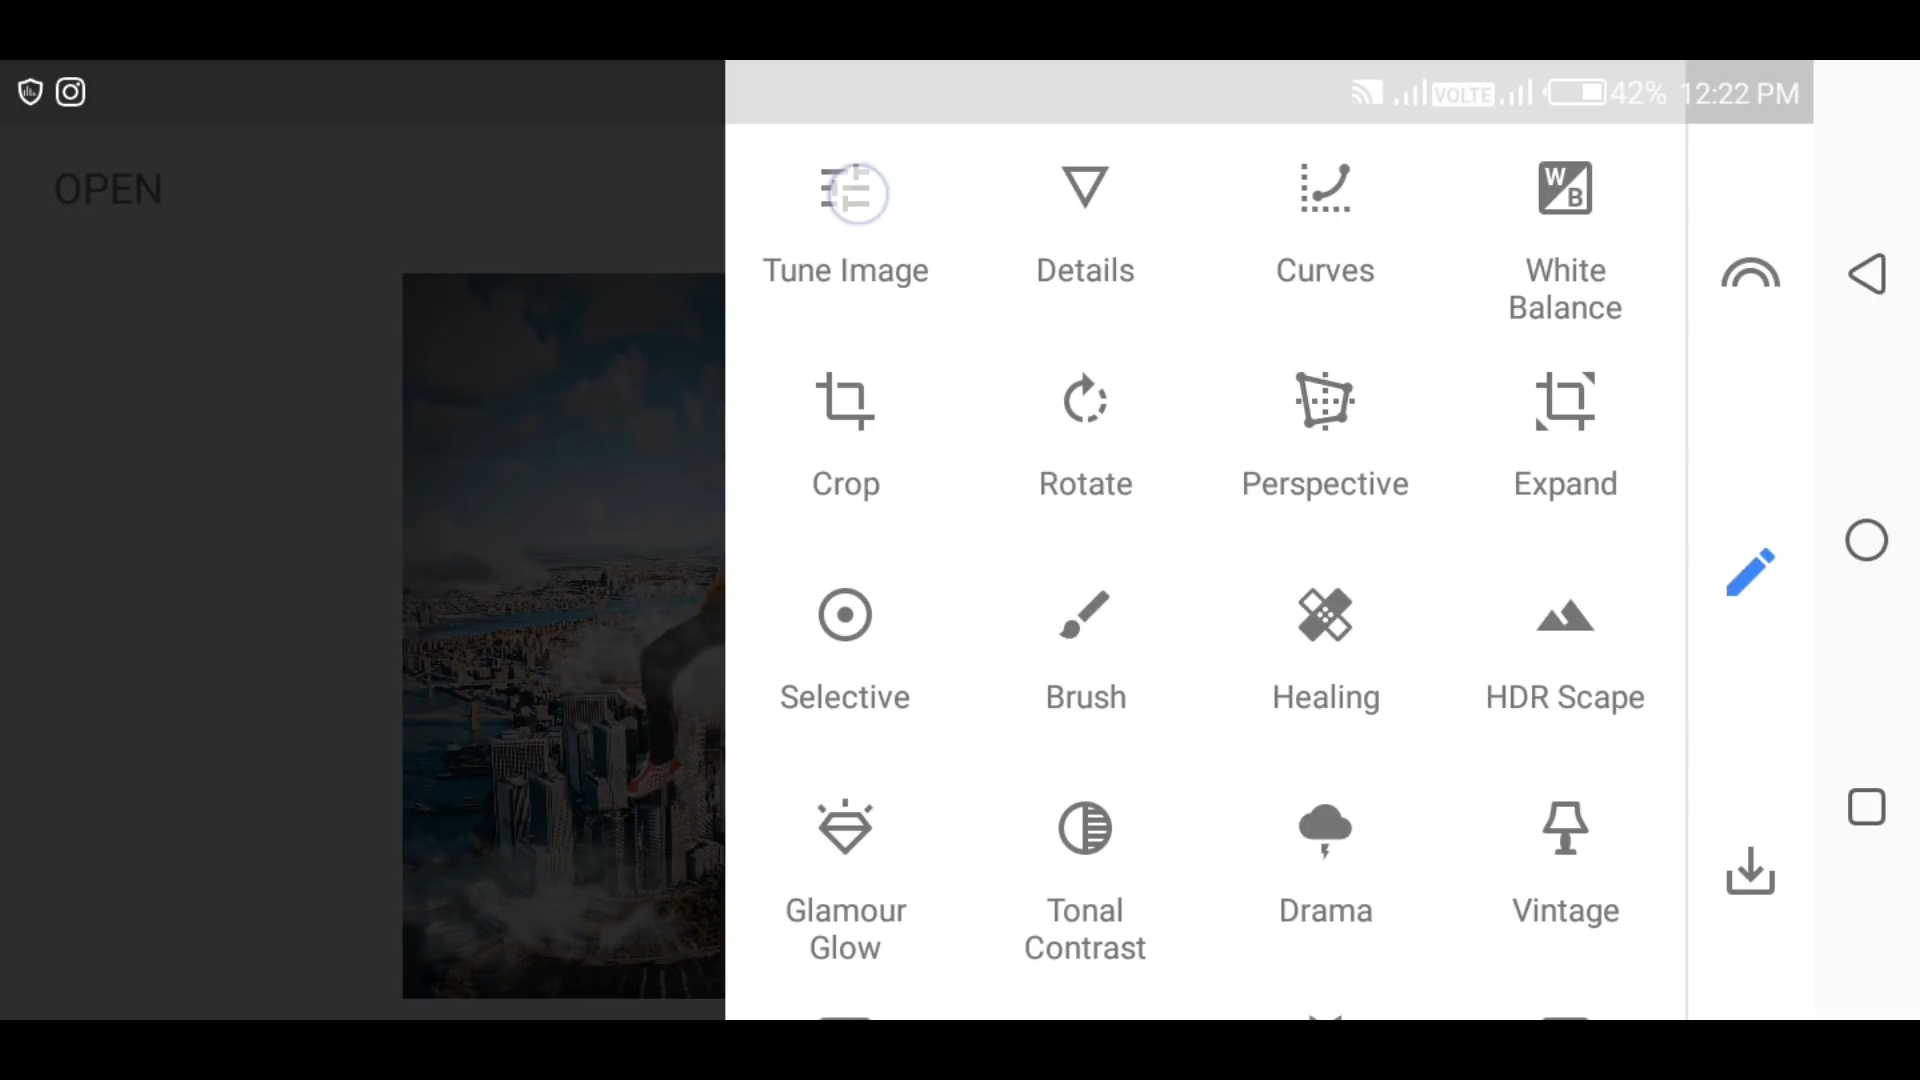 VOLTE 42% 12:22 PM
OPEN
Tune Image Details Curves White Balance
Crop Rotate Perspective Expand
Selective Brush Healing HDR Scape
Glamour Glow Tonal Contrast Drama Vintage